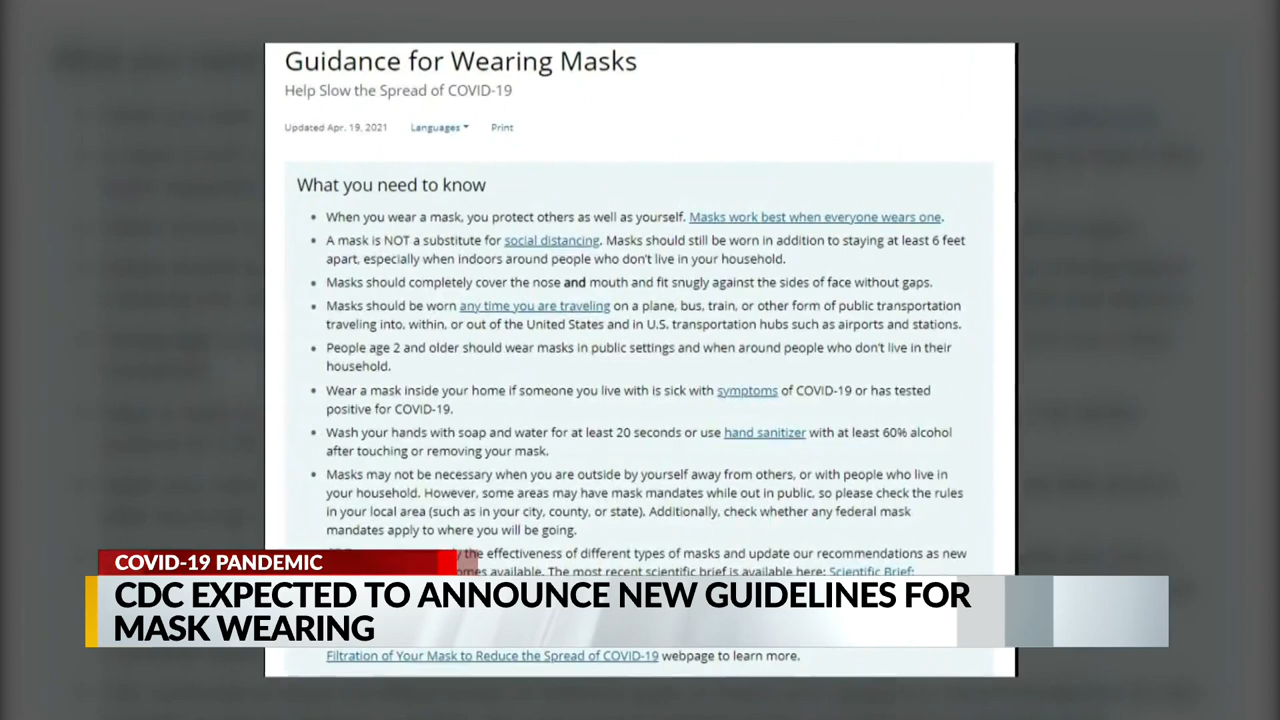 Guidance for Wearing Masks
Help Slow the Spread of COVID-19
Updated Apr. 19, 2021 Languages Print
What you need to know
When you wear a mask, you protect others as well as yourself. Masks work best when everyone wears one.
A mask is NOT a substitute for social distancing. Masks should still be worn in addition to staying at least 6 feet
apart, especially when indoors around people who don't live in your household.
Masks should completely cover the nose and mouth and fit snugly against the sides of face without gaps.
Masks should be worn any time you are traveling on a plane, bus, train, or other form of public transportation
traveling into, within, or out of the United States and in U.S. transportation hubs such as airports and stations.
People age 2 and older should wear masks in public settings and when around people who don't live in their
household.
Wear a mask inside your home if someone you live with is sick with symptoms of COVID-19 or has tested
positive for COVID-19.
Wash your hands with soap and water for at least 20 seconds or use hand sanitizer with at least 60% alcohol
after touching or removing your mask.
Masks may not be necessary when you are outside by yourself away from others, or with people who live in
your household. However, some areas may have mask mandates while out in public, so please check the rules
in your local area (such as in your city, county, or state). Additionally, check whether any federal mask
mandates apply to where you will be going.
the effectiveness of different types of masks and update our recommendations as new
available. The most recent scientific brief is available here: Scientific Brief:
COVID-19 PANDEMIC
CDC EXPECTED TO ANNOUNCE NEW GUIDELINES FOR
MASK WEARING
Filtration of Your Mask to Reduce the Spread of COVID-19 webpage to learn more.